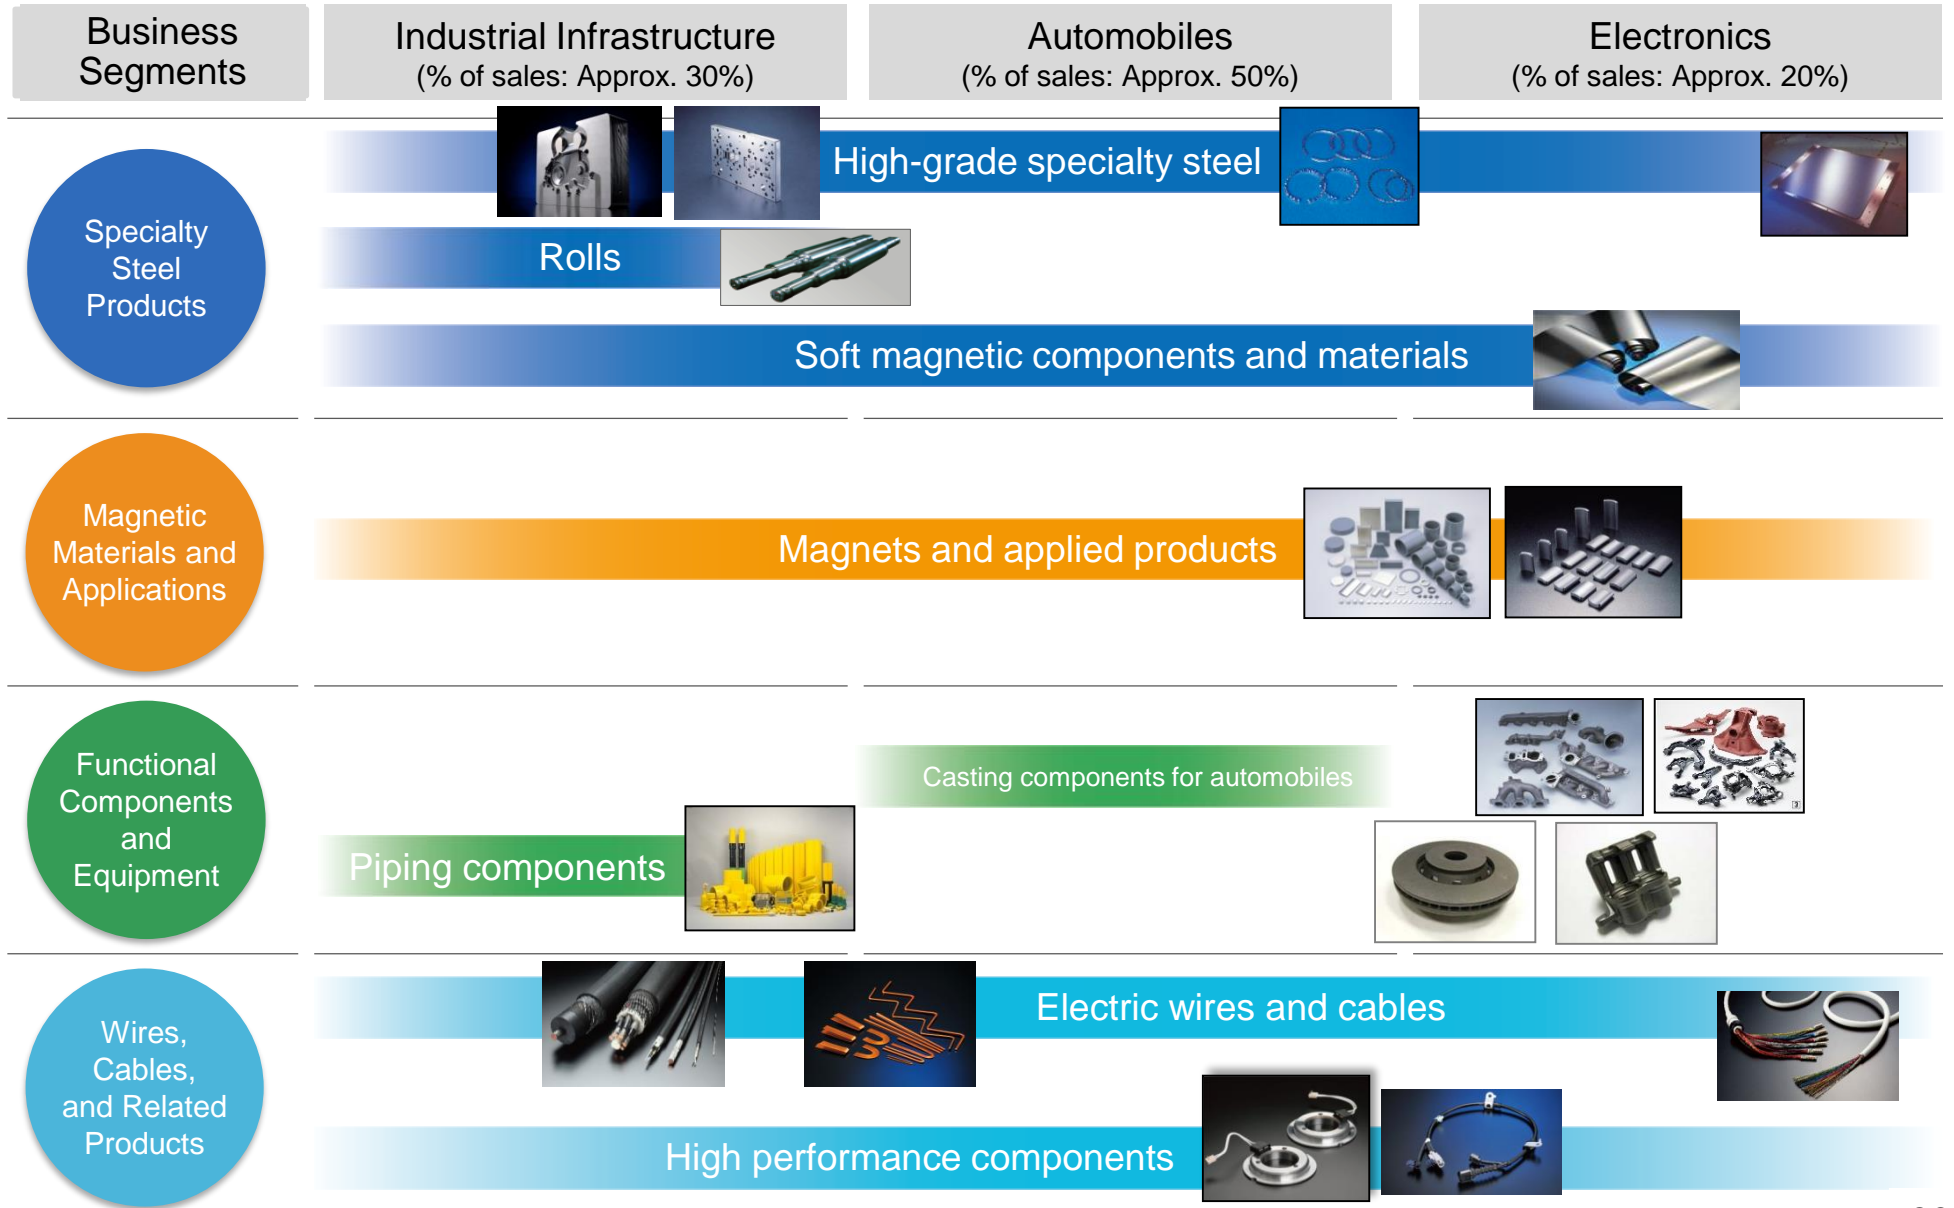 Business
Segments
Industrial Infrastructure
(% of sales: Approx. 30%)
Automobiles
(% of sales: Approx. 50%)
Electronics
(% of sales: Approx. 20%)
Specialty
Steel
Products
High-grade specialty steel
Rolls
Soft magnetic components and materials
Magnetic
Materials and
Applications
Magnets and applied products
Functional
Components
and
Equipment
Casting components for automobiles
Piping components
Wires,
Cables,
and Related
Products
Electric wires and cables
High performance components